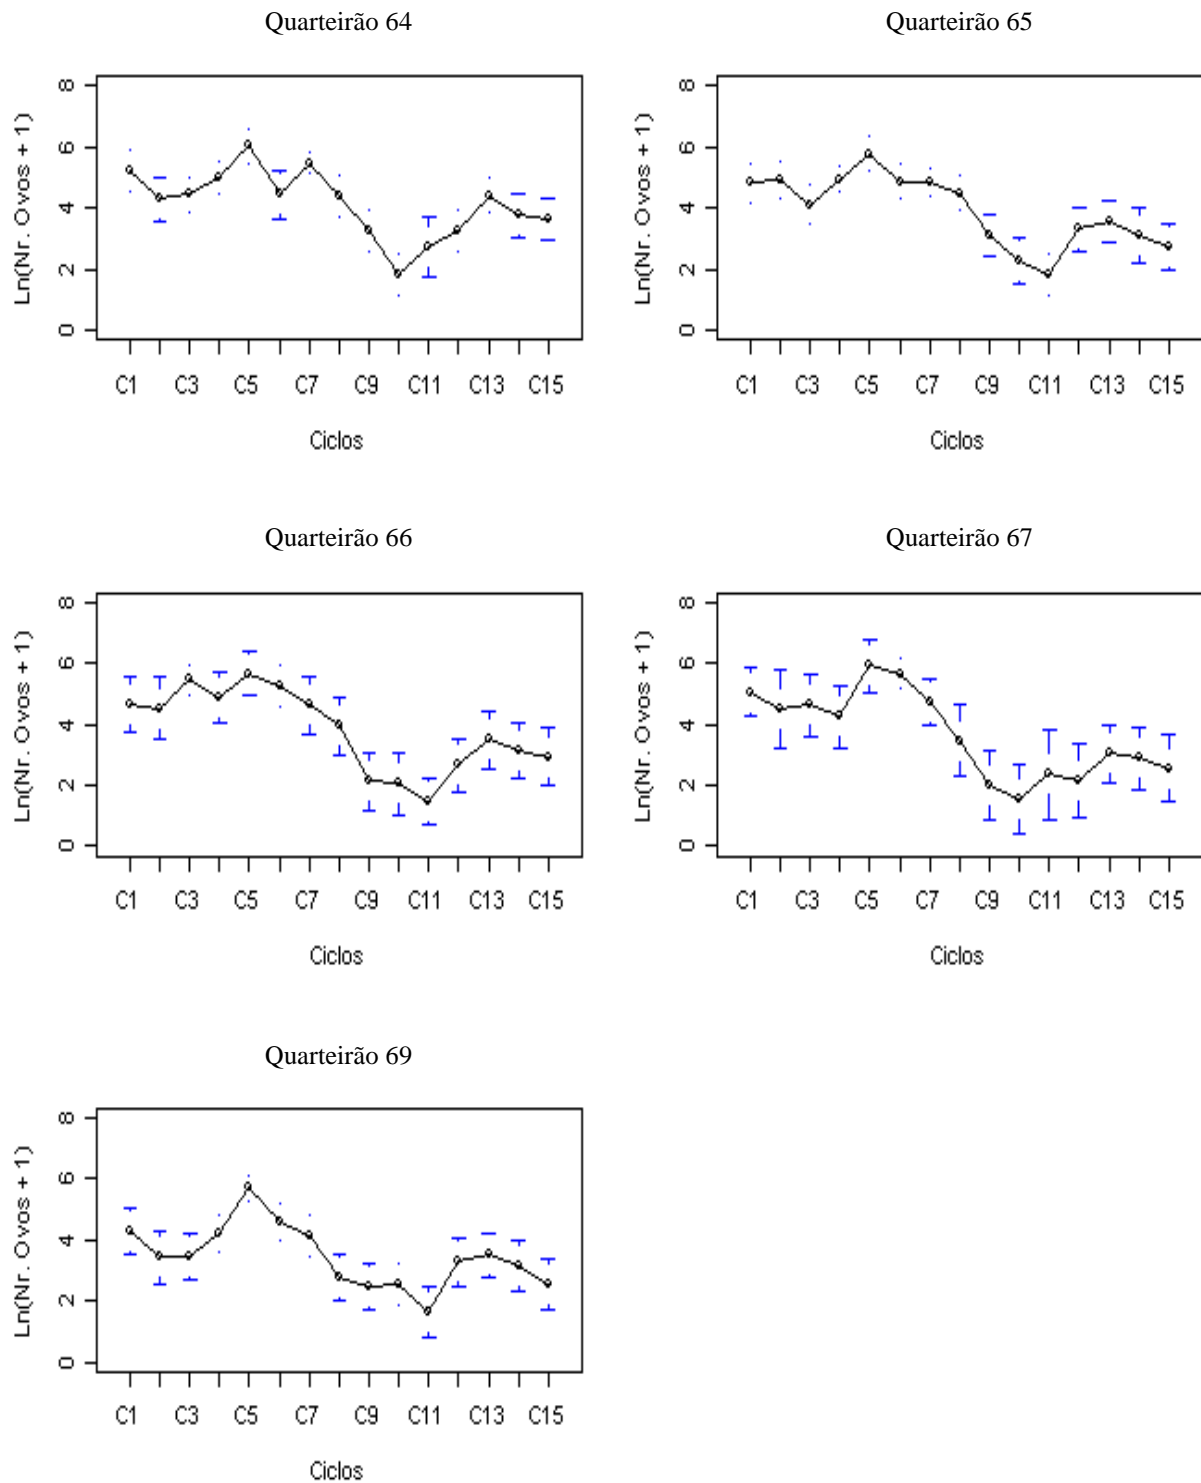 Quarteirão 64
Ln(Nr. Ovos + 1)
8
6
4
2
0
C1 C3 C5 C7 C9 C11 C13 C15
Ciclos
Quarteirão 65
Ln(Nr. Ovos + 1)
8
6
4
2
0
C1 C3 C5 C7 C9 C11 C13 C15
Ciclos
Quarteirão 66
Ln(Nr. Ovos + 1)
8
6
4
2
0
C1 C3 C5 C7 C9 C11 C13 C15
Ciclos
Quarteirão 67
Ln(Nr. Ovos + 1)
8
6
4
2
0
C1 C3 C5 C7 C9 C11 C13 C15
Ciclos
Quarteirão 69
Ln(Nr. Ovos + 1)
8
6
4
2
0
C1 C3 C5 C7 C9 C11 C13 C15
Ciclos